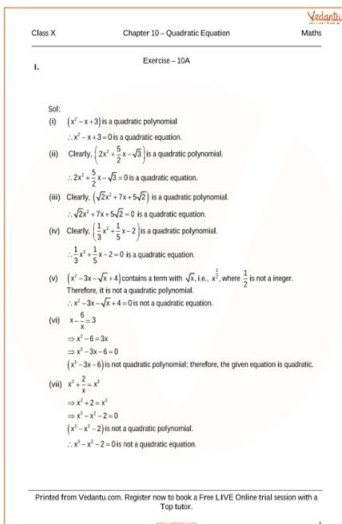 Vedantu
Class X Chapter 10 – Quadratic Equation Maths
Exercise – 10A
1.
Sol:
(i) (x² – x + 3) is a quadratic polynomial
∴ x² – x + 3 = 0 is a quadratic equation.
(ii) Clearly, (2x² + 5/2 x – √3) is a quadratic polynomial.
∴ 2x² + 5/2 x – √3 = 0 is a quadratic equation.
(iii) Clearly, (√2x² + 7x + 5√2) is a quadratic polynomial.
∴ √2x² + 7x + 5√2 = 0 is a quadratic equation.
(iv) Clearly, (1/3 x² + 1/5 x – 2) is a quadratic polynomial.
∴ 1/3 x² + 1/5 x – 2 = 0 is a quadratic equation.
(v) (x² – 3x – √x + 4) contains a term with √x, i.e., x^(1/2), where 1/2 is not a ineger.
Therefore, it is not a quadratic polynomial.
∴ x² – 3x – √x + 4 = 0 is not a quadratic equation.
(vi) x – 6/x = 3
⇒ x² – 6 = 3x
⇒ x² – 3x – 6 = 0
(x² – 3x – 6) is not quadratic polynomial; therefore, the given equation is quadratic.
(vii) x² + 2/x = x²
⇒ x³ + 2 = x³
⇒ x³ – x² – 2 = 0
(x³ – x² – 2) is not a quadratic polynomial.
∴ x³ – x² – 2 = 0 is not a quadratic equation.
Printed from Vedantu.com. Register now to book a Free LIVE Online trial session with a
Top tutor.
www.vedantu.com